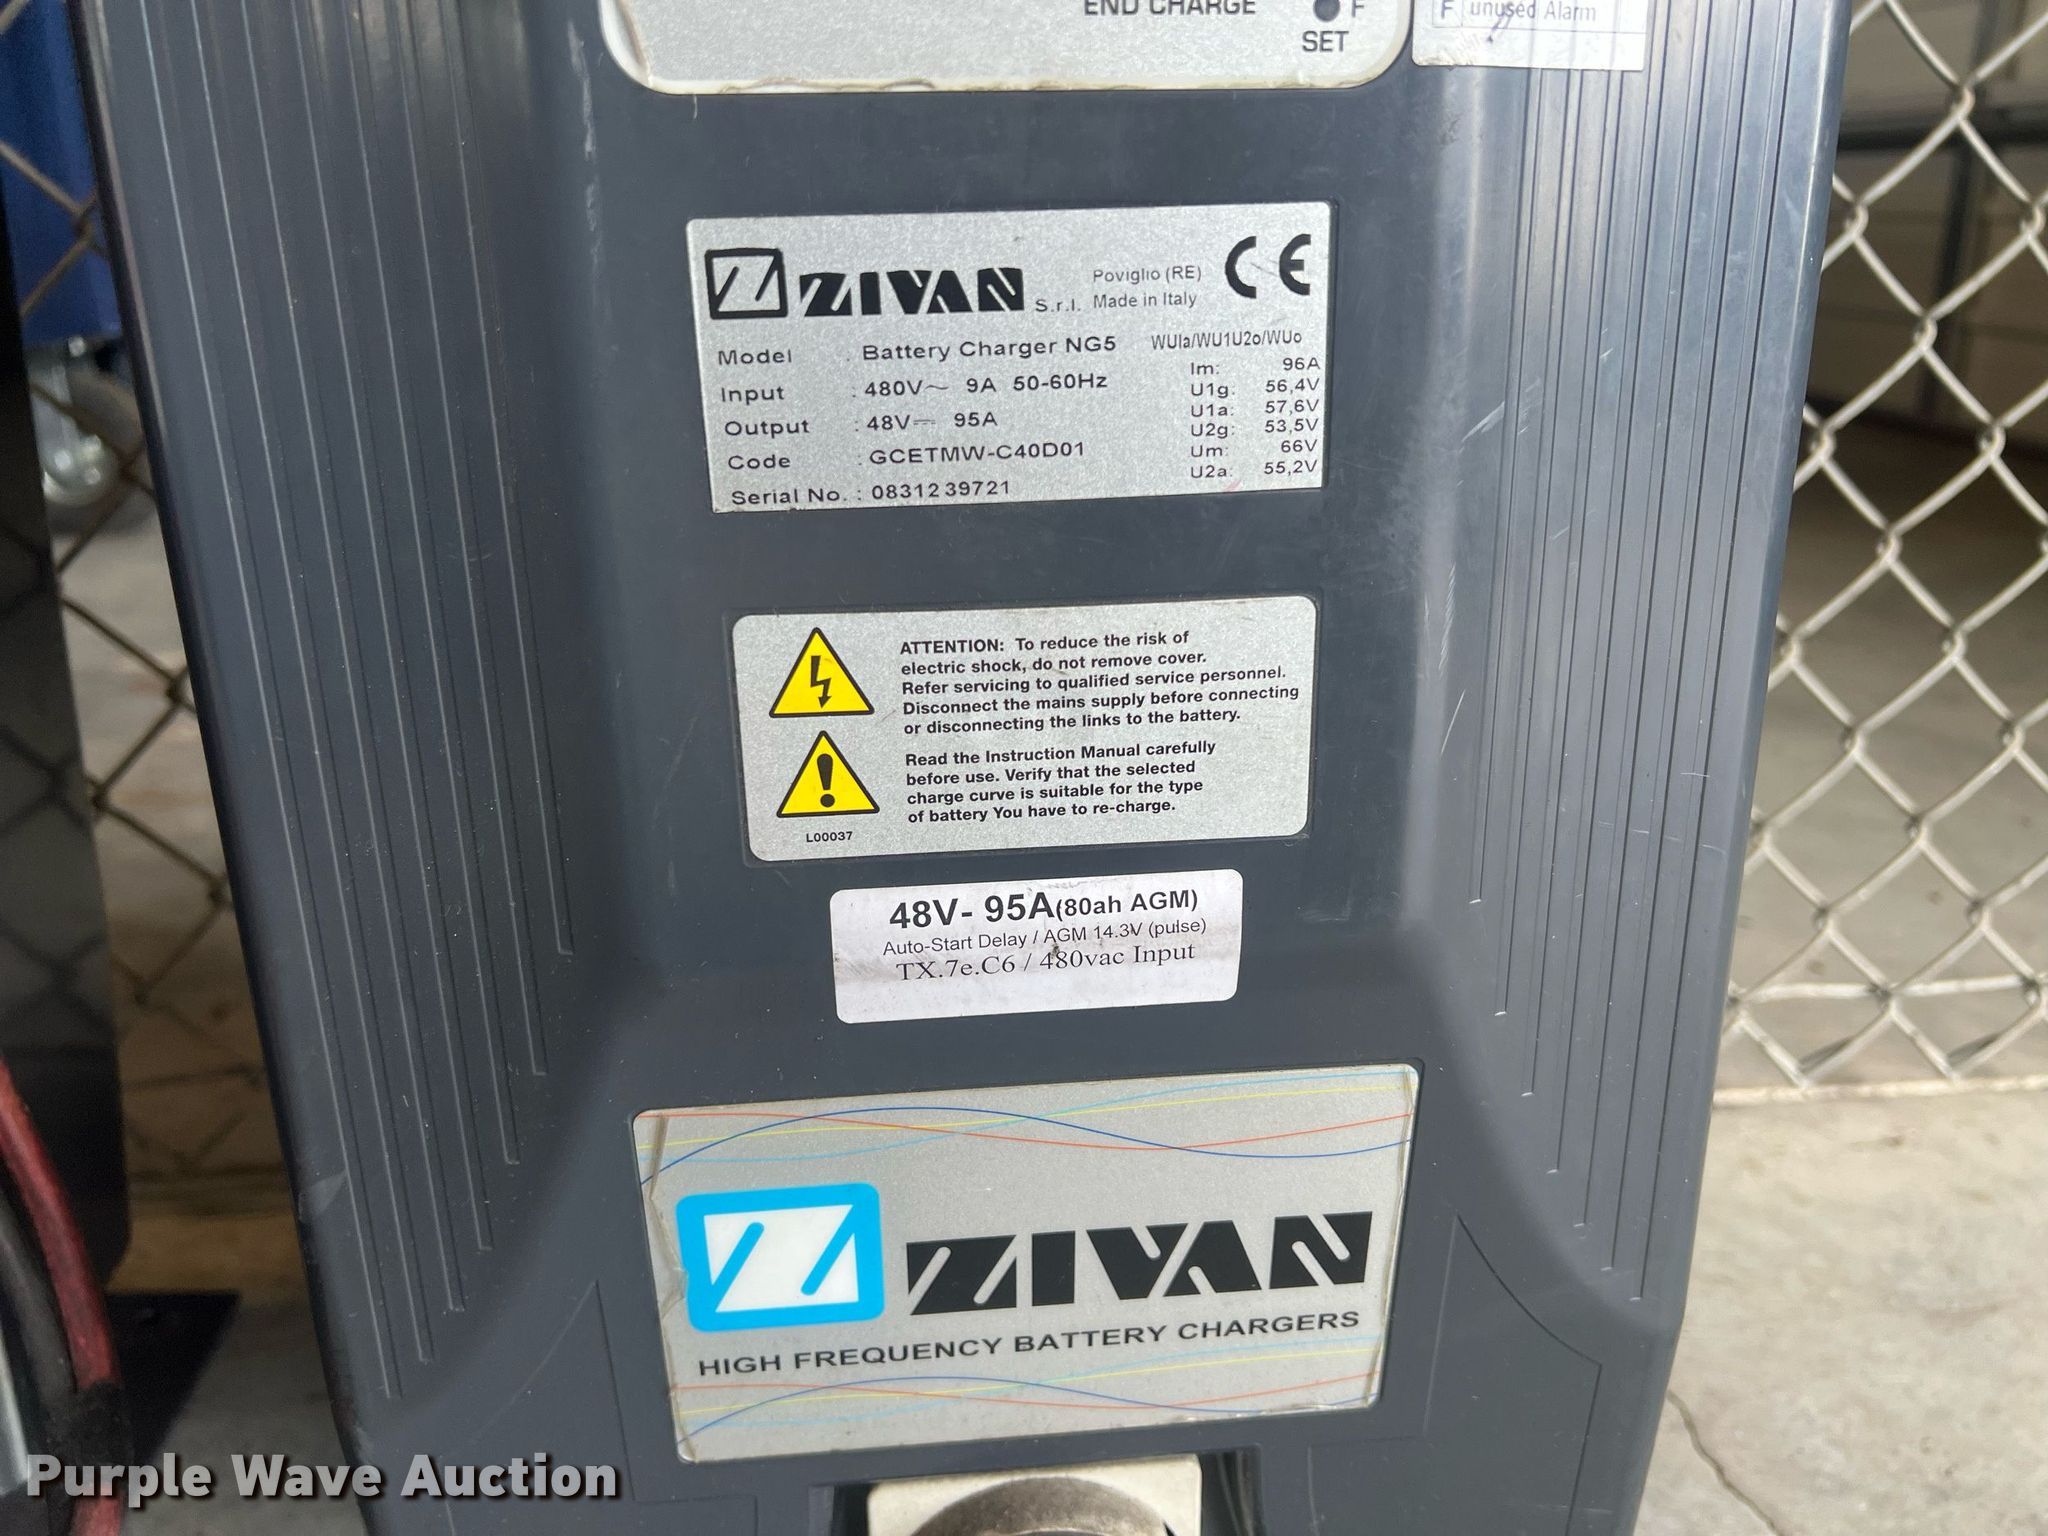 END CHARGE
F
SET
F unused Alarm
ZIVAN S.r.l.
Poviglio (RE)
Made in Italy
CE
Model : Battery Charger NG5
Input : 480V~ 9A 50-60Hz
Output : 48V⎓ 95A
Code : GCETMW-C40D01
Serial No. : 0831239721
WUIa/WU1U2o/WUo
Im: 96A
U1g: 56,4V
U1a: 57,6V
U2g: 53,5V
Um: 66V
U2a: 55,2V
ATTENTION: To reduce the risk of
electric shock, do not remove cover.
Refer servicing to qualified service personnel.
Disconnect the mains supply before connecting
or disconnecting the links to the battery.
Read the Instruction Manual carefully
before use. Verify that the selected
charge curve is suitable for the type
of battery You have to re-charge.
L00037
48V- 95A(80ah AGM)
Auto-Start Delay / AGM 14.3V (pulse)
TX.7e.C6 / 480vac Input
ZIVAN
HIGH FREQUENCY BATTERY CHARGERS
Purple Wave Auction